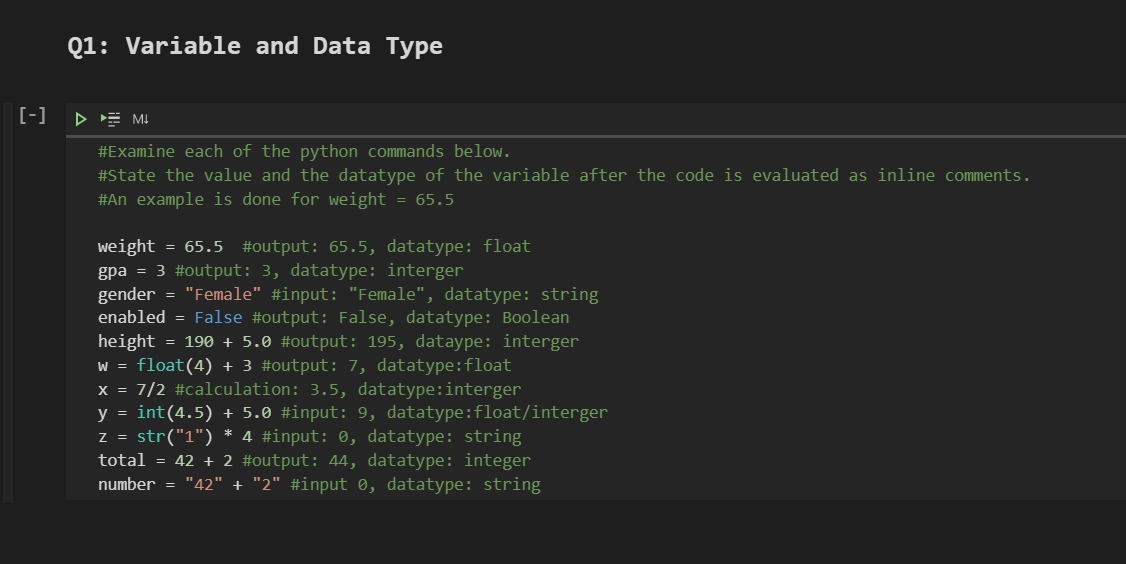 Q1: Variable and Data Type
[-]
M↓
#Examine each of the python commands below.
#State the value and the datatype of the variable after the code is evaluated as inline comments.
#An example is done for weight = 65.5
weight = 65.5  #output: 65.5, datatype: float
gpa = 3 #output: 3, datatype: interger
gender = "Female" #input: "Female", datatype: string
enabled = False #output: False, datatype: Boolean
height = 190 + 5.0 #output: 195, dataype: interger
w = float(4) + 3 #output: 7, datatype:float
x = 7/2 #calculation: 3.5, datatype:interger
y = int(4.5) + 5.0 #input: 9, datatype:float/interger
z = str("1") * 4 #input: 0, datatype: string
total = 42 + 2 #output: 44, datatype: integer
number = "42" + "2" #input 0, datatype: string